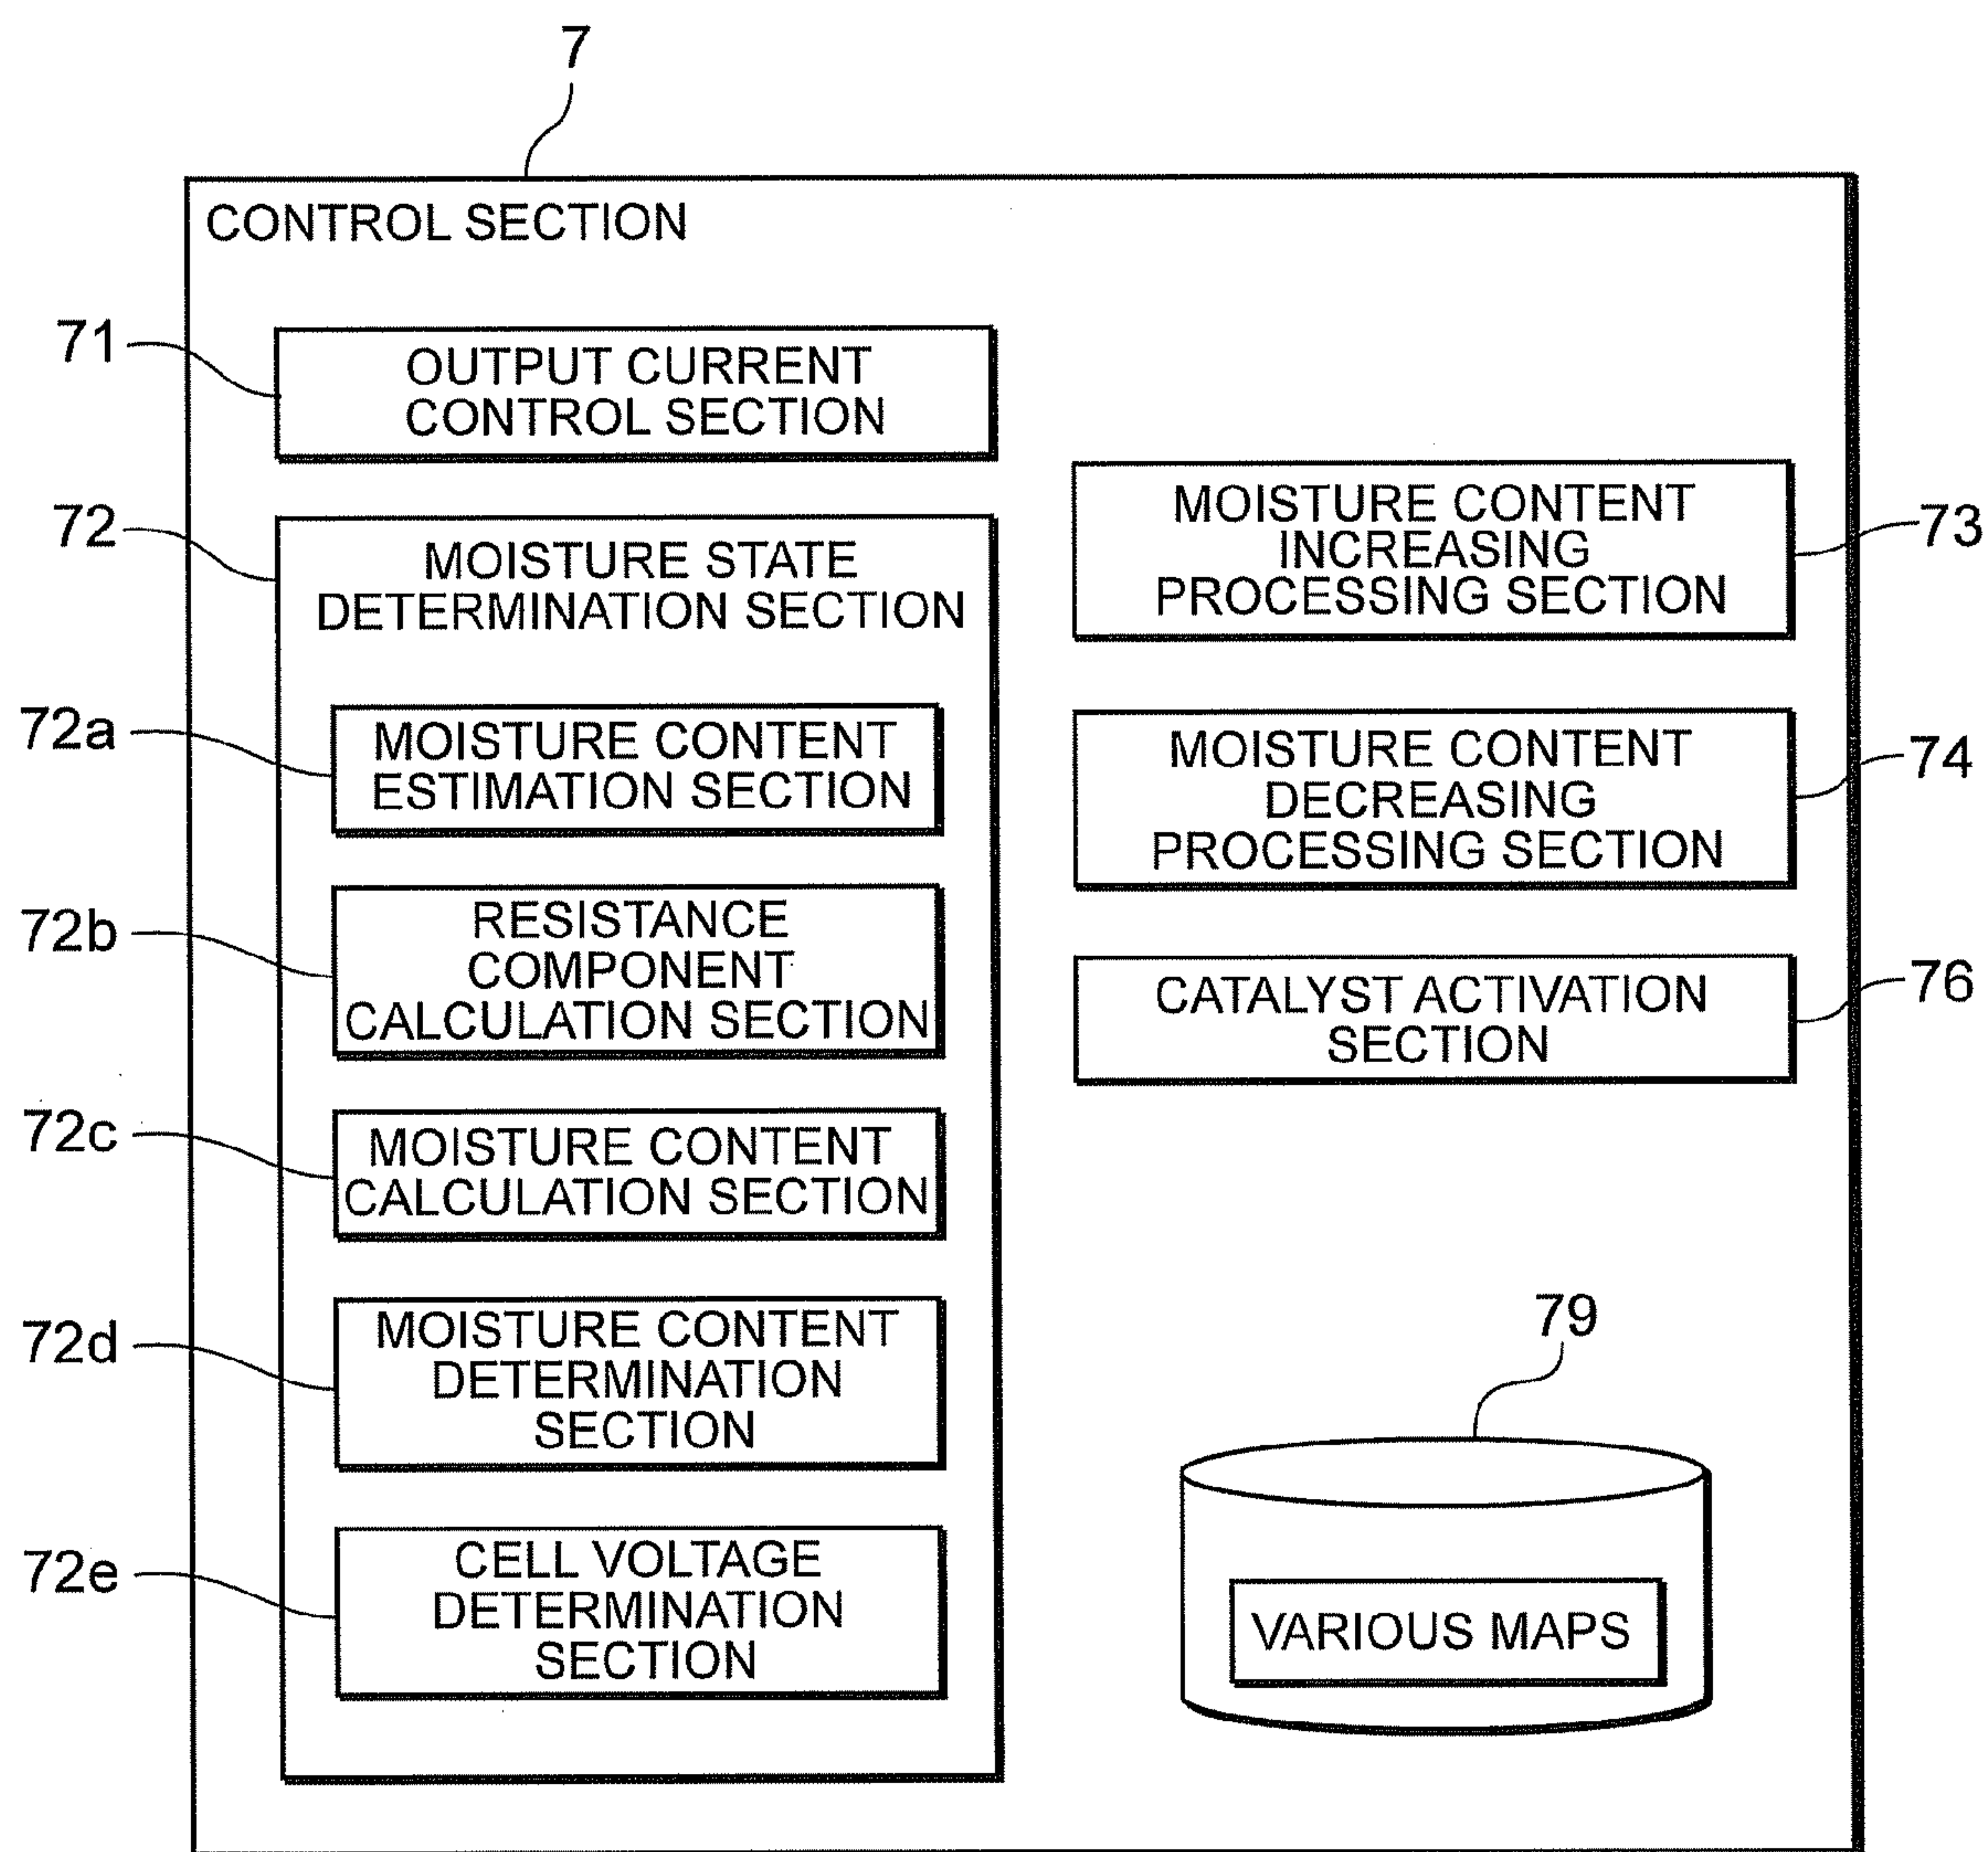 7
CONTROL SECTION
71
OUTPUT CURRENT
CONTROL SECTION
72
MOISTURE STATE
DETERMINATION SECTION
72a
MOISTURE CONTENT
ESTIMATION SECTION
72b
RESISTANCE
COMPONENT
CALCULATION SECTION
72c
MOISTURE CONTENT
CALCULATION SECTION
72d
MOISTURE CONTENT
DETERMINATION
SECTION
72e
CELL VOLTAGE
DETERMINATION
SECTION
MOISTURE CONTENT
INCREASING
PROCESSING SECTION
73
MOISTURE CONTENT
DECREASING
PROCESSING SECTION
74
CATALYST ACTIVATION
SECTION
76
79
VARIOUS MAPS